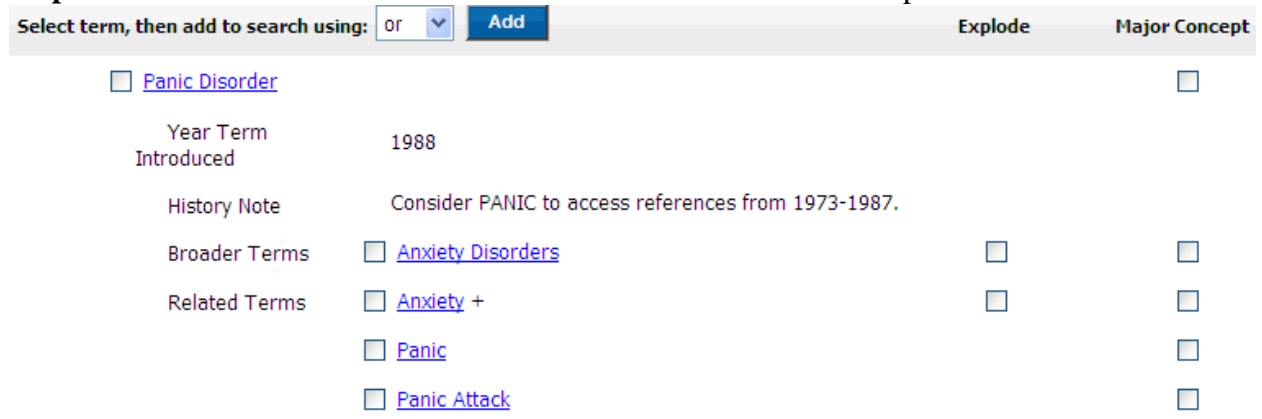 Select term, then add to search using: or Add Explode Major Concept
Panic Disorder
Year Term
Introduced
1988
History Note Consider PANIC to access references from 1973-1987.
Broader Terms Anxiety Disorders
Related Terms Anxiety +
Panic
Panic Attack